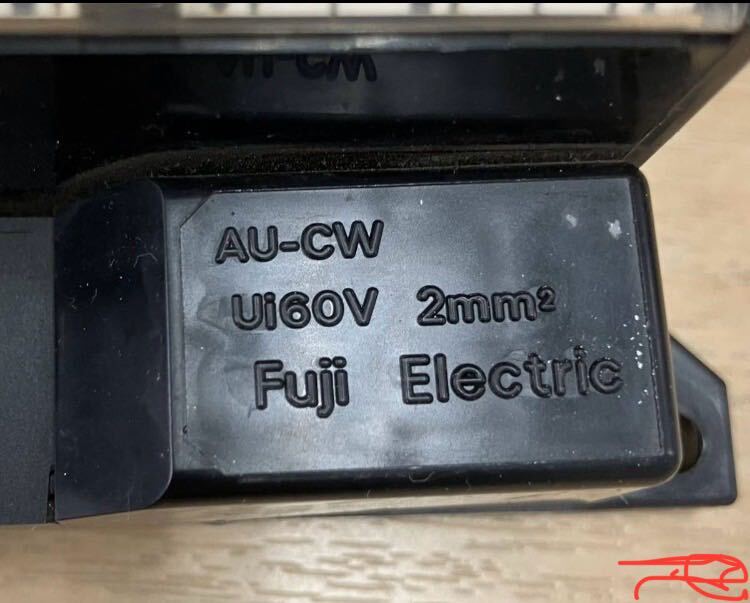 AU-CW
Ui60V 2mm²
Fuji Electric